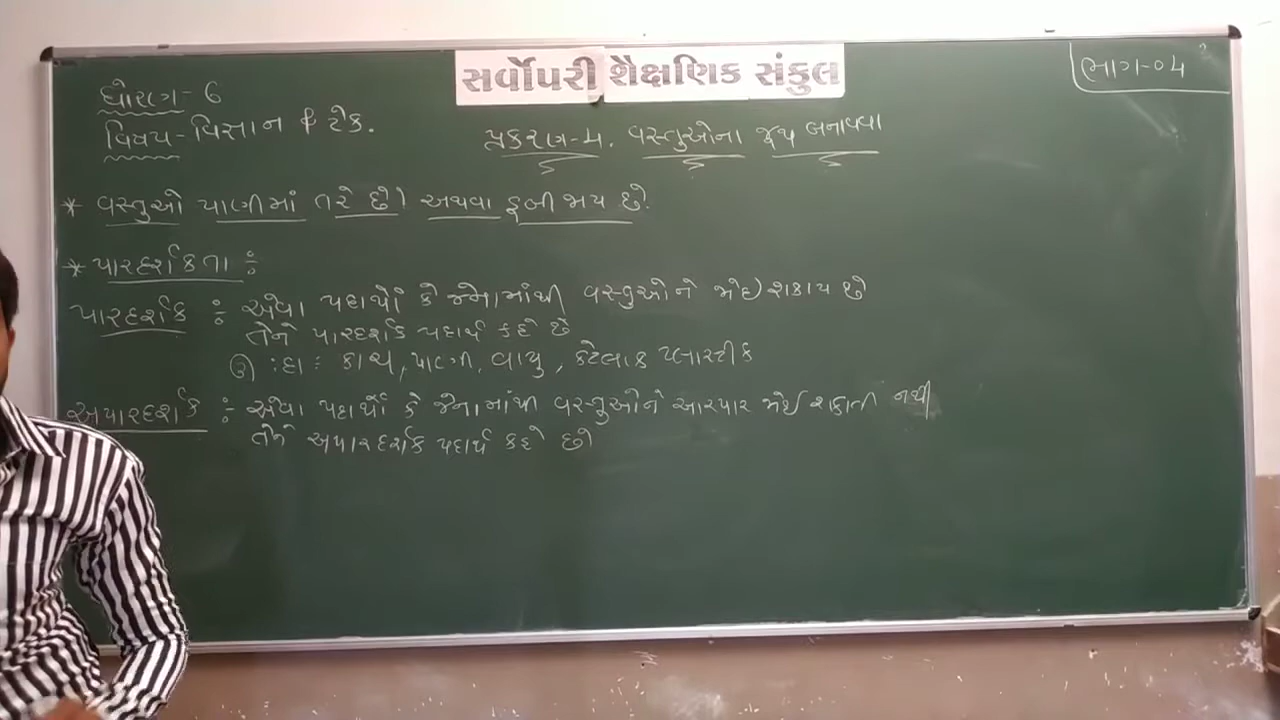 સર્વોપરી શૈક્ષણિક સંકુલ
ભાગ-૦૪
ધોરણ- 6
વિષય- વિજ્ઞાન & ટેક.
પ્રકરણ-4. વસ્તુઓના જૂથ બનાવવા
* વસ્તુઓ પાણીમાં તરે છે। અથવા ડૂબી જાય છે.
* પારદર્શકતા ÷
પારદર્શક ÷ એવા પદાર્થો કે જેનામાંથી વસ્તુઓને જોઇ શકાય છે
તેને પારદર્શક પદાર્થ કહે છે
ઉ :દા : કાચ, પાણી, વાયુ, કેટલાક પ્લાસ્ટીક
અપારદર્શક ÷ એવા પદાર્થો કે જેનામાંથી વસ્તુઓને આરપાર જોઈ શકાતી નથી
તેને અપારદર્શક પદાર્થ કહે છે